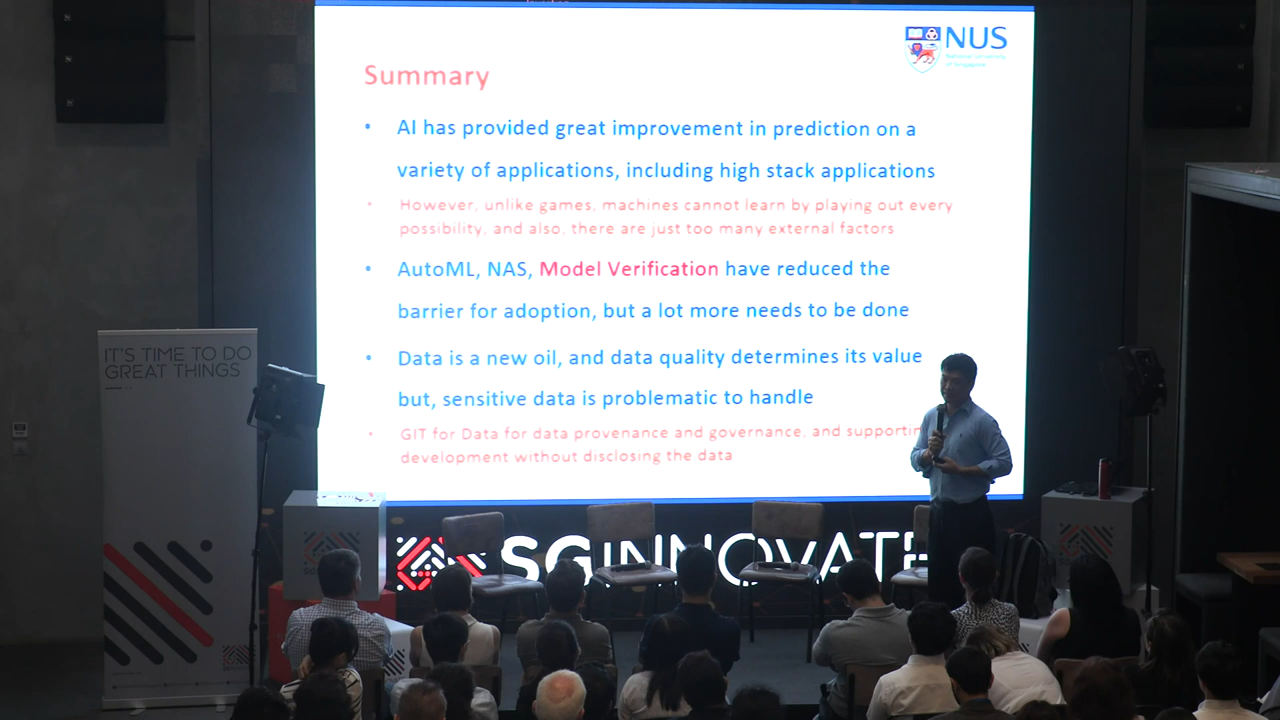 NUS
National University
of Singapore
Summary
• AI has provided great improvement in prediction on a
variety of applications, including high stack applications
• However, unlike games, machines cannot learn by playing out every
possibility, and also, there are just too many external factors
• AutoML, NAS, Model Verification have reduced the
barrier for adoption, but a lot more needs to be done
• Data is a new oil, and data quality determines its value
but, sensitive data is problematic to handle
• GIT for Data for data provenance and governance, and supportin
development without disclosing the data
IT'S TIME TO DO
GREAT THINGS
SGINNOVATE